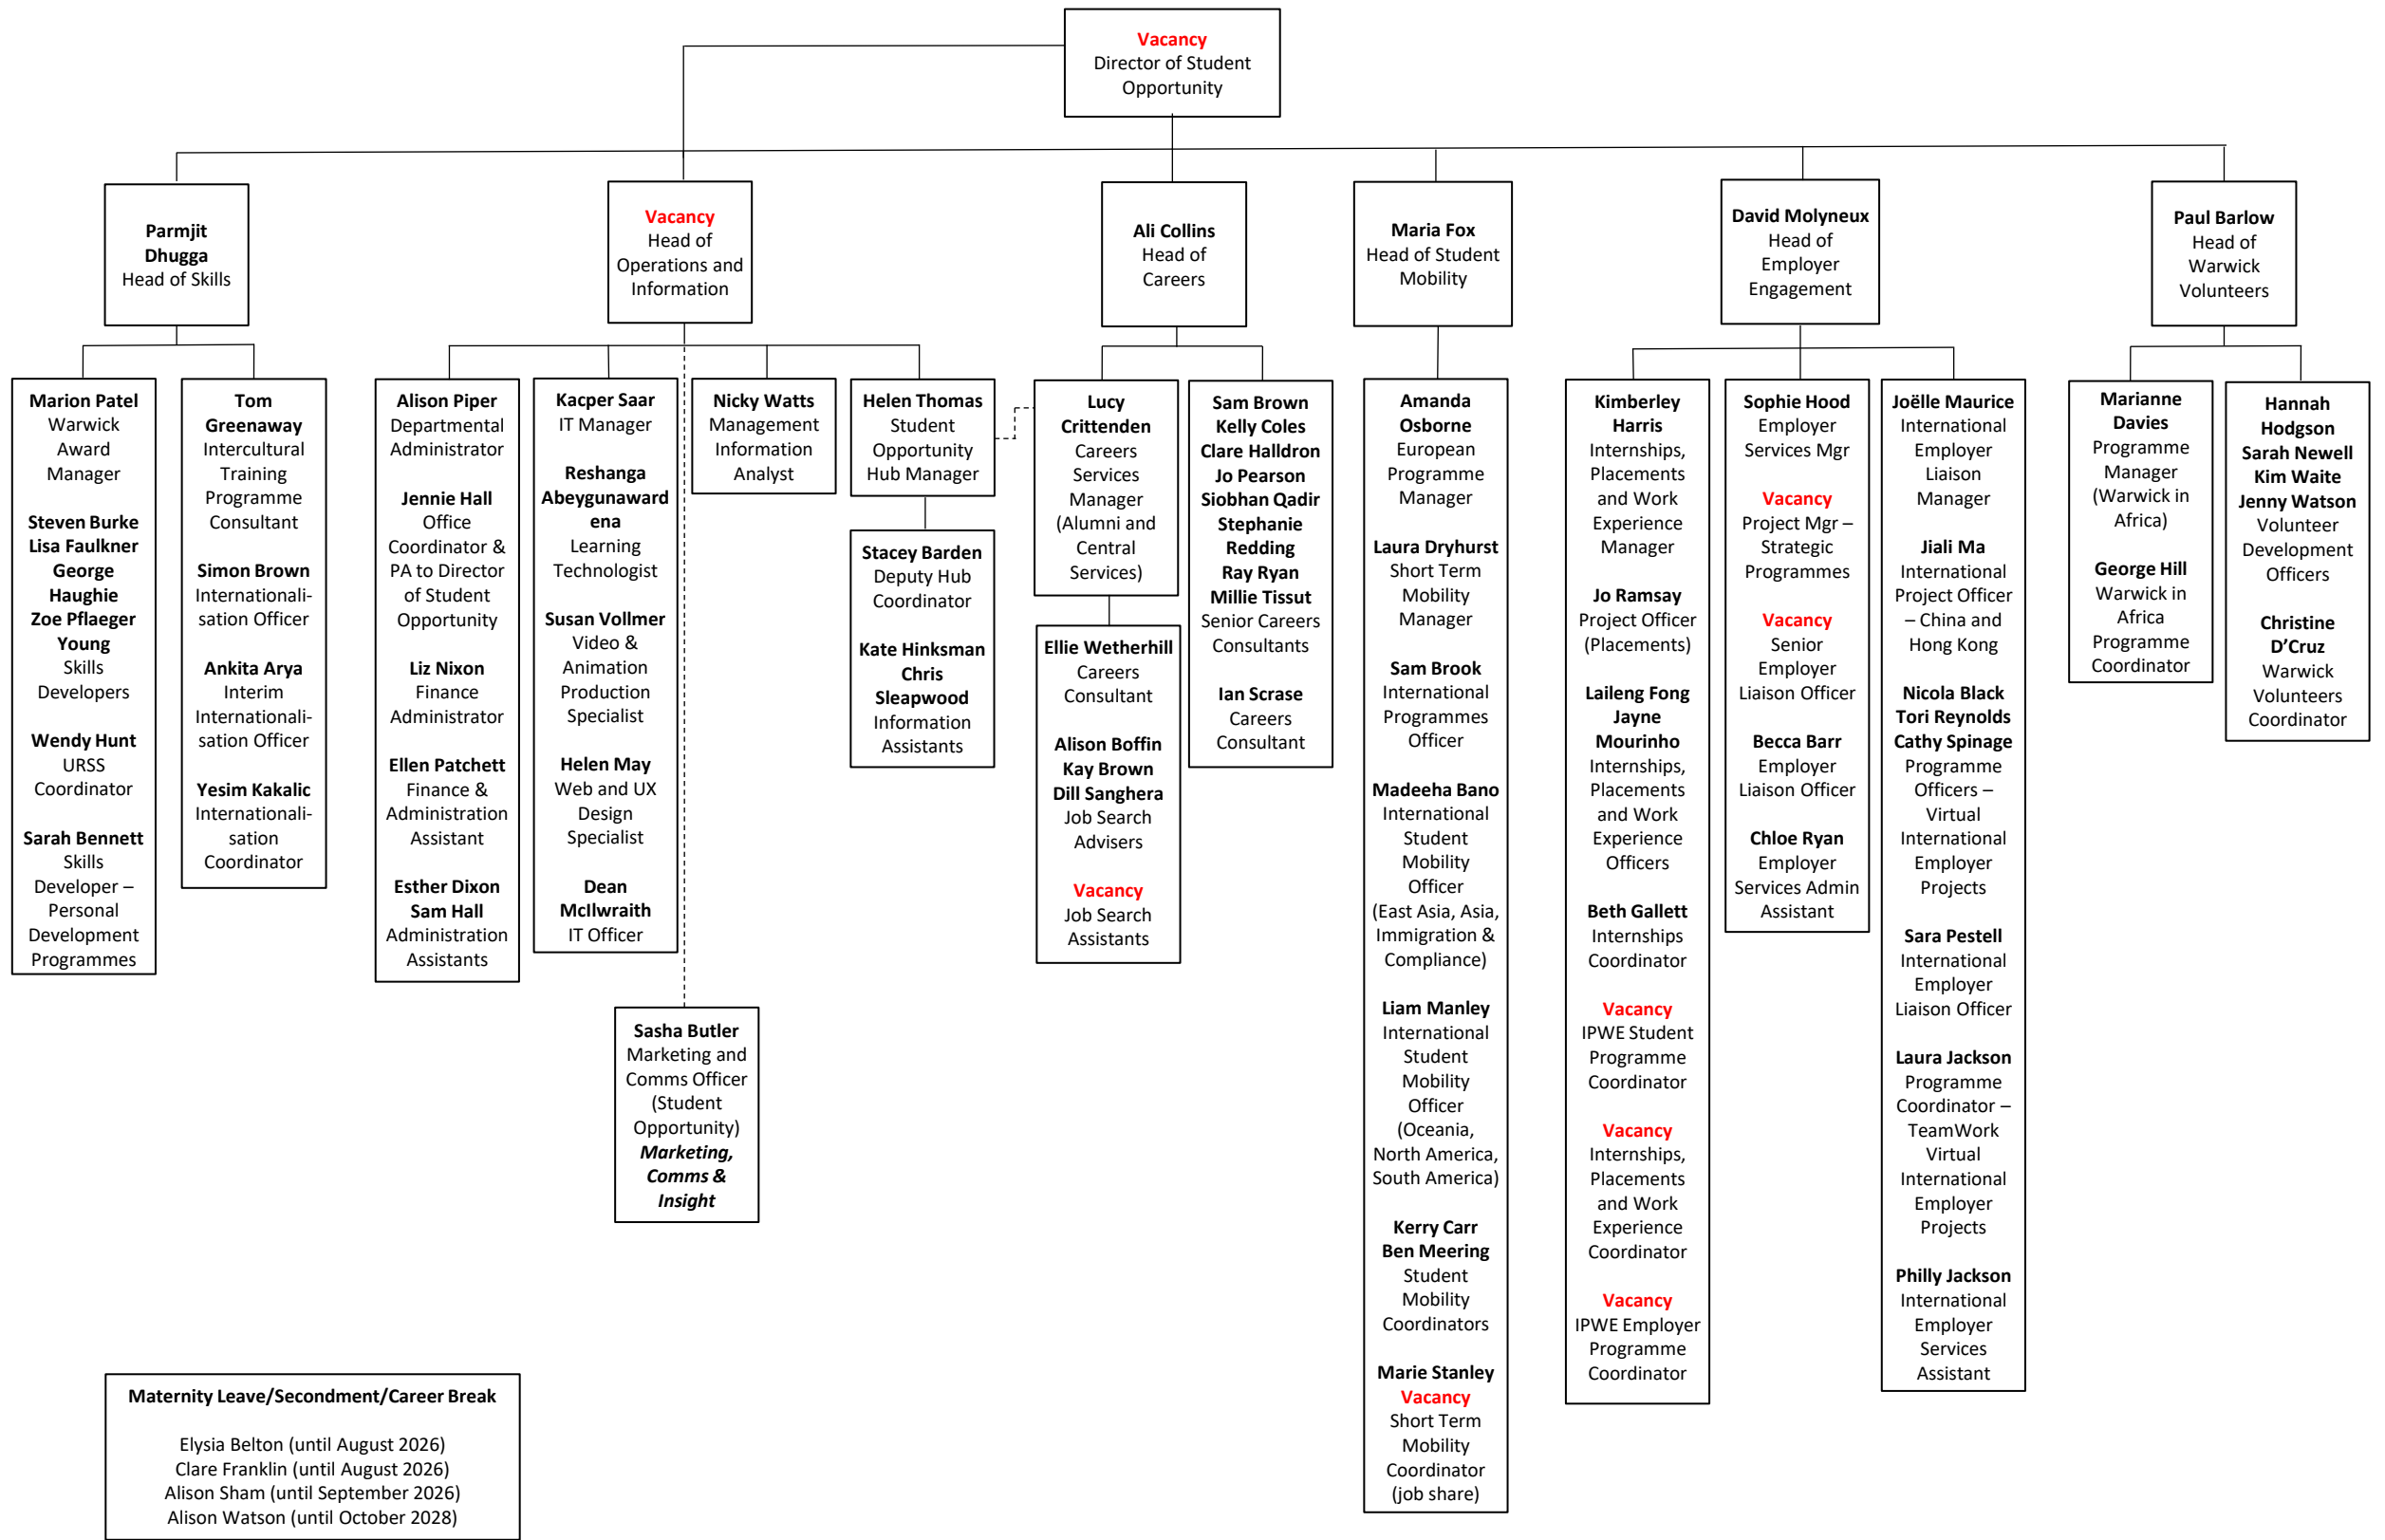 Vacancy
Director of Student
Opportunity
Parmjit
Dhugga
Head of Skills
Vacancy
Head of
Operations and
Information
Ali Collins
Head of
Careers
Maria Fox
Head of Student
Mobility
David Molyneux
Head of
Employer
Engagement
Paul Barlow
Head of
Warwick
Volunteers
Marion Patel
Warwick
Award
Manager
Steven Burke
Lisa Faulkner
George
Haughie
Zoe Pflaeger
Young
Skills
Developers
Wendy Hunt
URSS
Coordinator
Sarah Bennett
Skills
Developer –
Personal
Development
Programmes
Tom
Greenaway
Intercultural
Training
Programme
Consultant
Simon Brown
Internationali-
sation Officer
Ankita Arya
Interim
Internationali-
sation Officer
Yesim Kakalic
Internationali-
sation
Coordinator
Alison Piper
Departmental
Administrator
Jennie Hall
Office
Coordinator &
PA to Director
of Student
Opportunity
Liz Nixon
Finance
Administrator
Ellen Patchett
Finance &
Administration
Assistant
Esther Dixon
Sam Hall
Administration
Assistants
Kacper Saar
IT Manager
Reshanga
Abeygunaward
ena
Learning
Technologist
Susan Vollmer
Video &
Animation
Production
Specialist
Helen May
Web and UX
Design
Specialist
Dean
McIlwraith
IT Officer
Nicky Watts
Management
Information
Analyst
Helen Thomas
Student
Opportunity
Hub Manager
Stacey Barden
Deputy Hub
Coordinator
Kate Hinksman
Chris
Sleapwood
Information
Assistants
Sasha Butler
Marketing and
Comms Officer
(Student
Opportunity)
Marketing,
Comms &
Insight
Lucy
Crittenden
Careers
Services
Manager
(Alumni and
Central
Services)
Ellie Wetherhill
Careers
Consultant
Alison Boffin
Kay Brown
Dill Sanghera
Job Search
Advisers
Vacancy
Job Search
Assistants
Sam Brown
Kelly Coles
Clare Halldron
Jo Pearson
Siobhan Qadir
Stephanie
Redding
Ray Ryan
Millie Tissut
Senior Careers
Consultants
Ian Scrase
Careers
Consultant
Amanda
Osborne
European
Programme
Manager
Laura Dryhurst
Short Term
Mobility
Manager
Sam Brook
International
Programmes
Officer
Madeeha Bano
International
Student
Mobility
Officer
(East Asia, Asia,
Immigration &
Compliance)
Liam Manley
International
Student
Mobility
Officer
(Oceania,
North America,
South America)
Kerry Carr
Ben Meering
Student
Mobility
Coordinators
Marie Stanley
Vacancy
Short Term
Mobility
Coordinator
(job share)
Kimberley
Harris
Internships,
Placements
and Work
Experience
Manager
Jo Ramsay
Project Officer
(Placements)
Laileng Fong
Jayne
Mourinho
Internships,
Placements
and Work
Experience
Officers
Beth Gallett
Internships
Coordinator
Vacancy
IPWE Student
Programme
Coordinator
Vacancy
Internships,
Placements
and Work
Experience
Coordinator
Vacancy
IPWE Employer
Programme
Coordinator
Sophie Hood
Employer
Services Mgr
Vacancy
Project Mgr –
Strategic
Programmes
Vacancy
Senior
Employer
Liaison Officer
Becca Barr
Employer
Liaison Officer
Chloe Ryan
Employer
Services Admin
Assistant
Joëlle Maurice
International
Employer
Liaison
Manager
Jiali Ma
International
Project Officer
– China and
Hong Kong
Nicola Black
Tori Reynolds
Cathy Spinage
Programme
Officers –
Virtual
International
Employer
Projects
Sara Pestell
International
Employer
Liaison Officer
Laura Jackson
Programme
Coordinator –
TeamWork
Virtual
International
Employer
Projects
Philly Jackson
International
Employer
Services
Assistant
Marianne
Davies
Programme
Manager
(Warwick in
Africa)
George Hill
Warwick in
Africa
Programme
Coordinator
Hannah
Hodgson
Sarah Newell
Kim Waite
Jenny Watson
Volunteer
Development
Officers
Christine
D’Cruz
Warwick
Volunteers
Coordinator
Maternity Leave/Secondment/Career Break
Elysia Belton (until August 2026)
Clare Franklin (until August 2026)
Alison Sham (until September 2026)
Alison Watson (until October 2028)